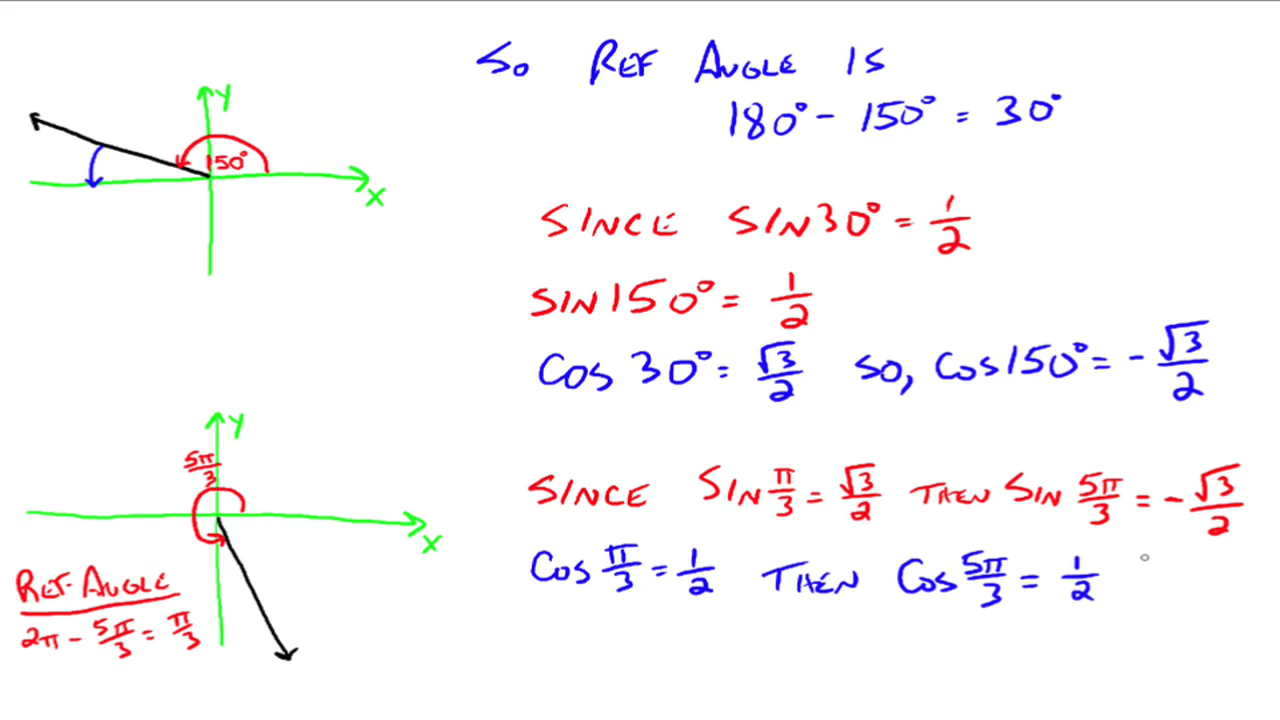 So REF ANGLE IS
180° - 150° = 30°
Y
150°
X
SINCE SIN30° = 1/2
SIN150° = 1/2
Cos 30° = √3/2 so, Cos150° = - √3/2
Y
5π/3
X
SINCE SIN π/3 = √3/2 THEN SIN 5π/3 = - √3/2
Cos π/3 = 1/2 THEN Cos 5π/3 = 1/2
REF. ANGLE
2π - 5π/3 = π/3